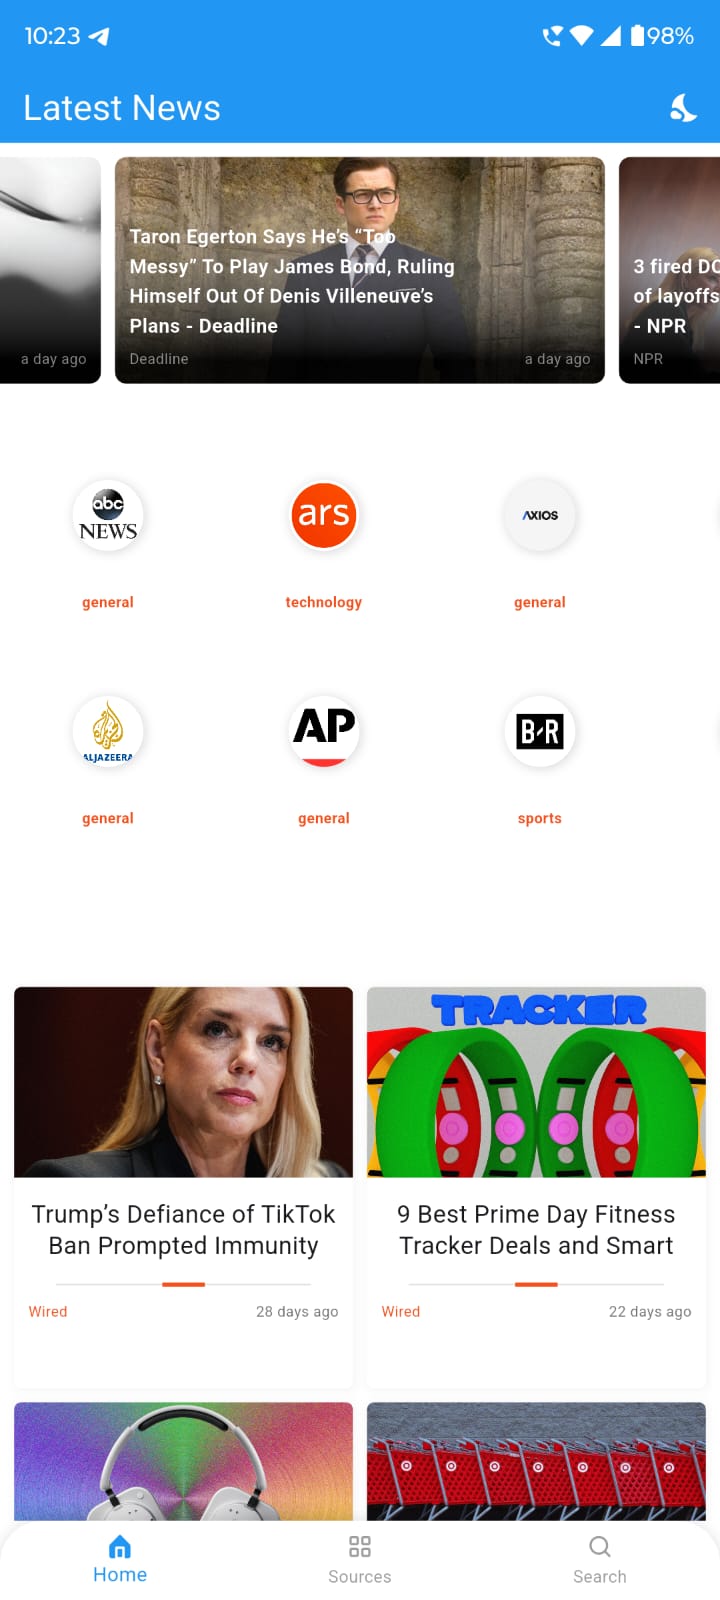 10:23
98%
Latest News
a day ago
Taron Egerton Says He’s “Too
Messy” To Play James Bond, Ruling
Himself Out Of Denis Villeneuve’s
Plans - Deadline
Deadline
a day ago
3 fired DO
of layoffs
- NPR
NPR
abc
NEWS
ars
AXIOS
general
technology
general
ALJAZEERA
AP
B-R
general
general
sports
TRACKER
Trump’s Defiance of TikTok
Ban Prompted Immunity
Wired
28 days ago
9 Best Prime Day Fitness
Tracker Deals and Smart
Wired
22 days ago
Home
Sources
Search